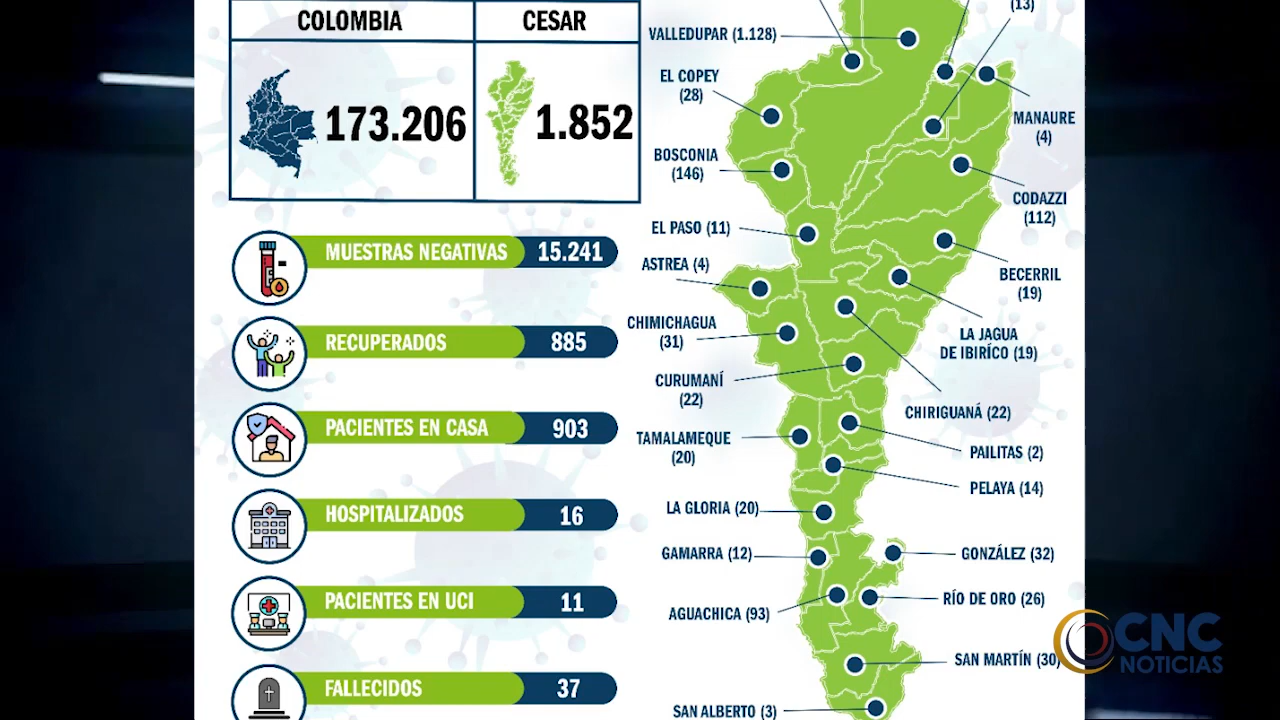 COLOMBIA
CESAR
173.206
1.852
MUESTRAS NEGATIVAS 15.241
RECUPERADOS 885
PACIENTES EN CASA 903
HOSPITALIZADOS 16
PACIENTES EN UCI 11
FALLECIDOS 37
(13)
VALLEDUPAR (1.128)
EL COPEY
(28)
MANAURE
(4)
BOSCONIA
(146)
CODAZZI
(112)
EL PASO (11)
ASTREA (4)
BECERRIL
(19)
CHIMICHAGUA
(31)
LA JAGUA
DE IBIRÍCO (19)
CURUMANÍ
(22)
CHIRIGUANÁ (22)
TAMALAMEQUE
(20)
PAILITAS (2)
PELAYA (14)
LA GLORIA (20)
GAMARRA (12)
GONZÁLEZ (32)
AGUACHICA (93)
RÍO DE ORO (26)
SAN MARTÍN (30)
SAN ALBERTO (3)
CNC
NOTICIAS